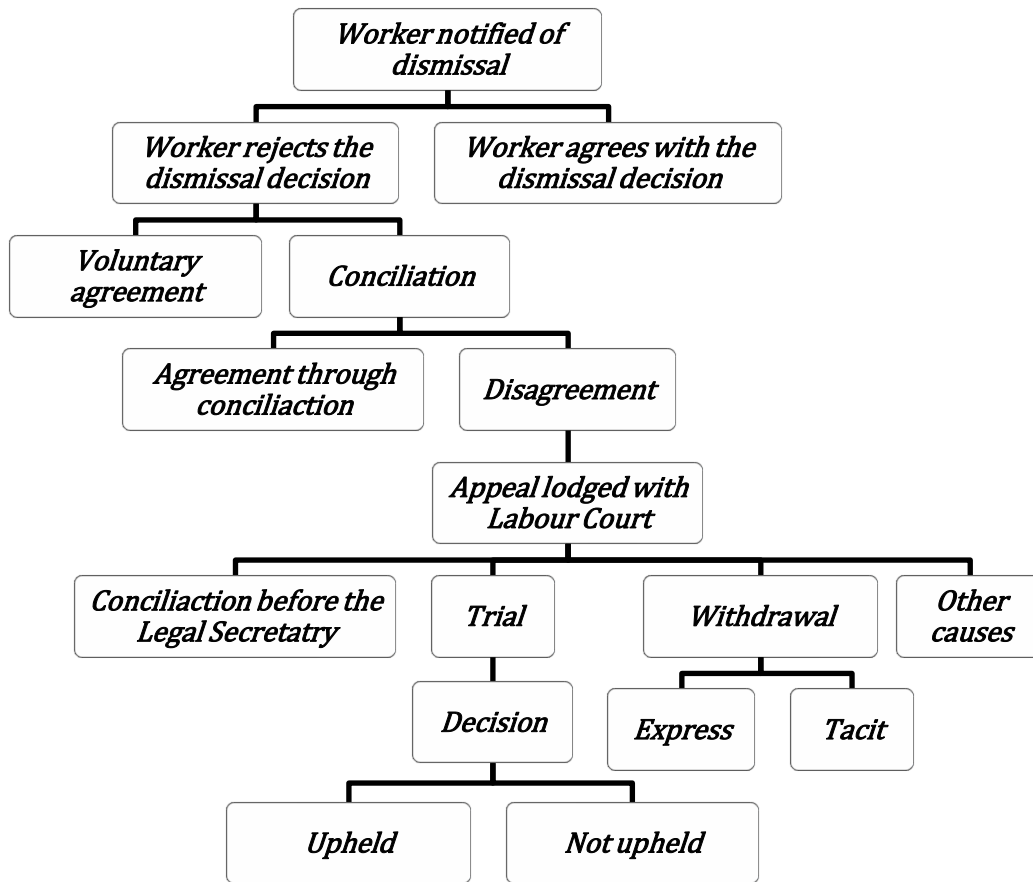 Worker notified of
dismissal
Worker rejects the
dismissal decision
Worker agrees with the
dismissal decision
Voluntary
agreement
Conciliation
Agreement through
conciliaction
Disagreement
Appeal lodged with
Labour Court
Conciliaction before the
Legal Secretatry
Trial
Withdrawal
Other
causes
Decision
Express
Tacit
Upheld
Not upheld